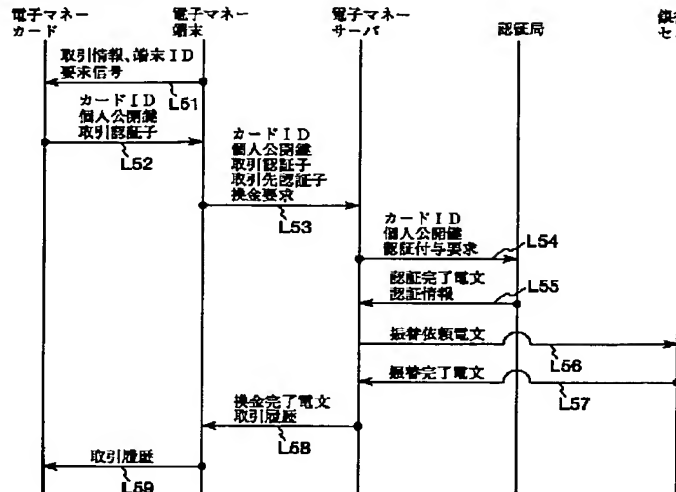 電子マネー
カード
電子マネー
端末
電子マネー
サーバ
認証局
取引情報、端末ID
要求信号
L51
カードID
個人公開鍵
取引認証子
L52
カードID
個人公開鍵
取引認証子
取引先認証子
換金要求
L53
カードID
個人公開鍵
認証付与要求
L54
認証完了電文
認証情報
L55
振替依頼電文
L56
振替完了電文
L57
換金完了電文
取引履歴
L58
取引履歴
L59